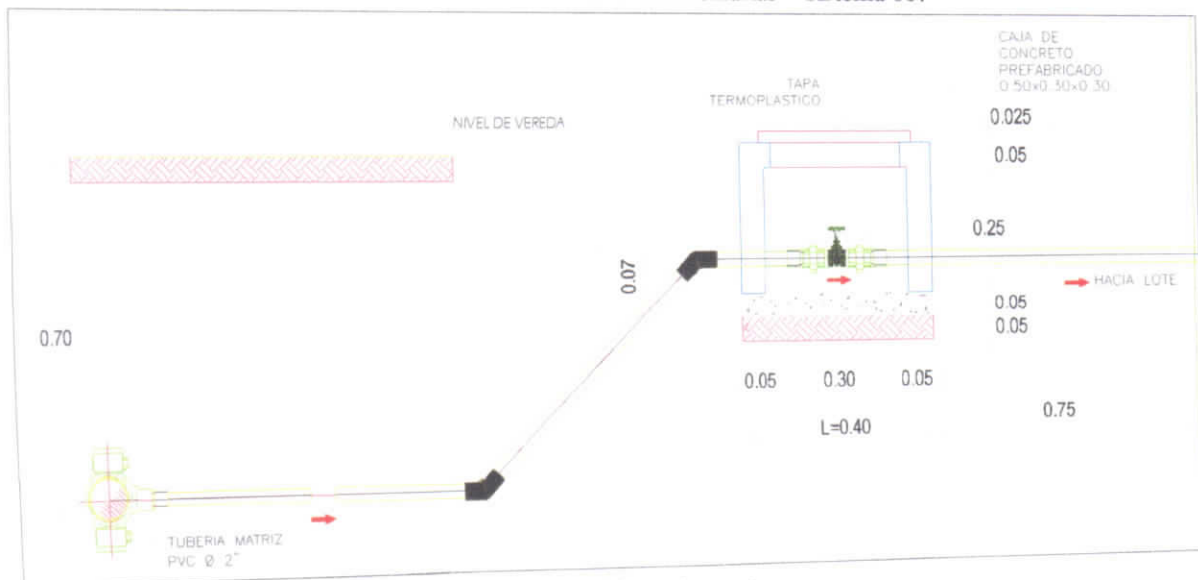 CAJA DE
CONCRETO
PREFABRICADO
0.50x0.30x0.30
TAPA
TERMOPLASTICO
NIVEL DE VEREDA
0.025
0.05
0.25
0.07
HACIA LOTE
0.05
0.05
0.70
0.05 0.30 0.05
0.75
L=0.40
TUBERIA MATRIZ
PVC Ø 2"